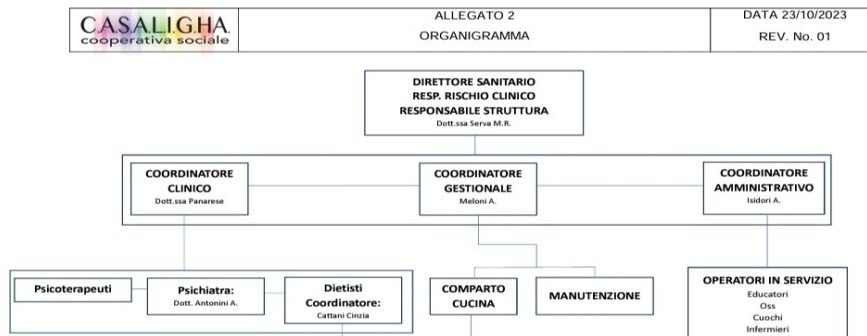 C.A.S.A.L.I.G.HA.
cooperativa sociale
ALLEGATO 2
ORGANIGRAMMA
DATA 23/10/2023
REV. No. 01
DIRETTORE SANITARIO
RESP. RISCHIO CLINICO
RESPONSABILE STRUTTURA
Dott.ssa Serva M.R.
COORDINATORE
CLINICO
Dott.ssa Panarese
COORDINATORE
GESTIONALE
Meloni A.
COORDINATORE
AMMINISTRATIVO
Isidori A.
Psicoterapeuti
Psichiatra:
Dott. Antonini A.
Dietisti
Coordinatore:
Cattani Cinzia
COMPARTO
CUCINA
MANUTENZIONE
OPERATORI IN SERVIZIO
Educatori
Oss
Cuochi
Infermieri